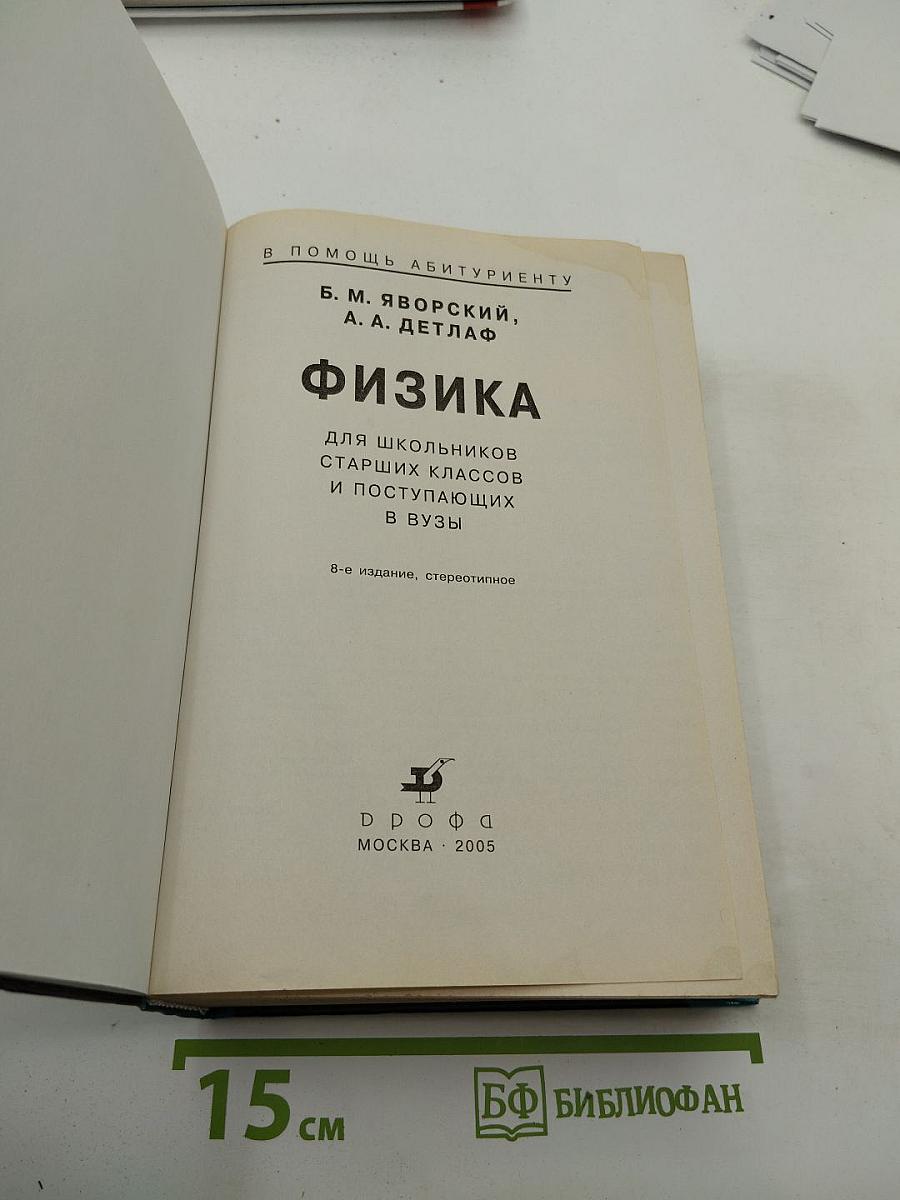 В ПОМОЩЬ АБИТУРИЕНТУ
Б. М. ЯВОРСКИЙ,
А. А. ДЕТЛАФ
ФИЗИКА
ДЛЯ ШКОЛЬНИКОВ
СТАРШИХ КЛАССОВ
И ПОСТУПАЮЩИХ
В ВУЗЫ
8-е издание, стереотипное
дрофа
МОСКВА · 2005
15 см
БФ БИБЛИОФАН